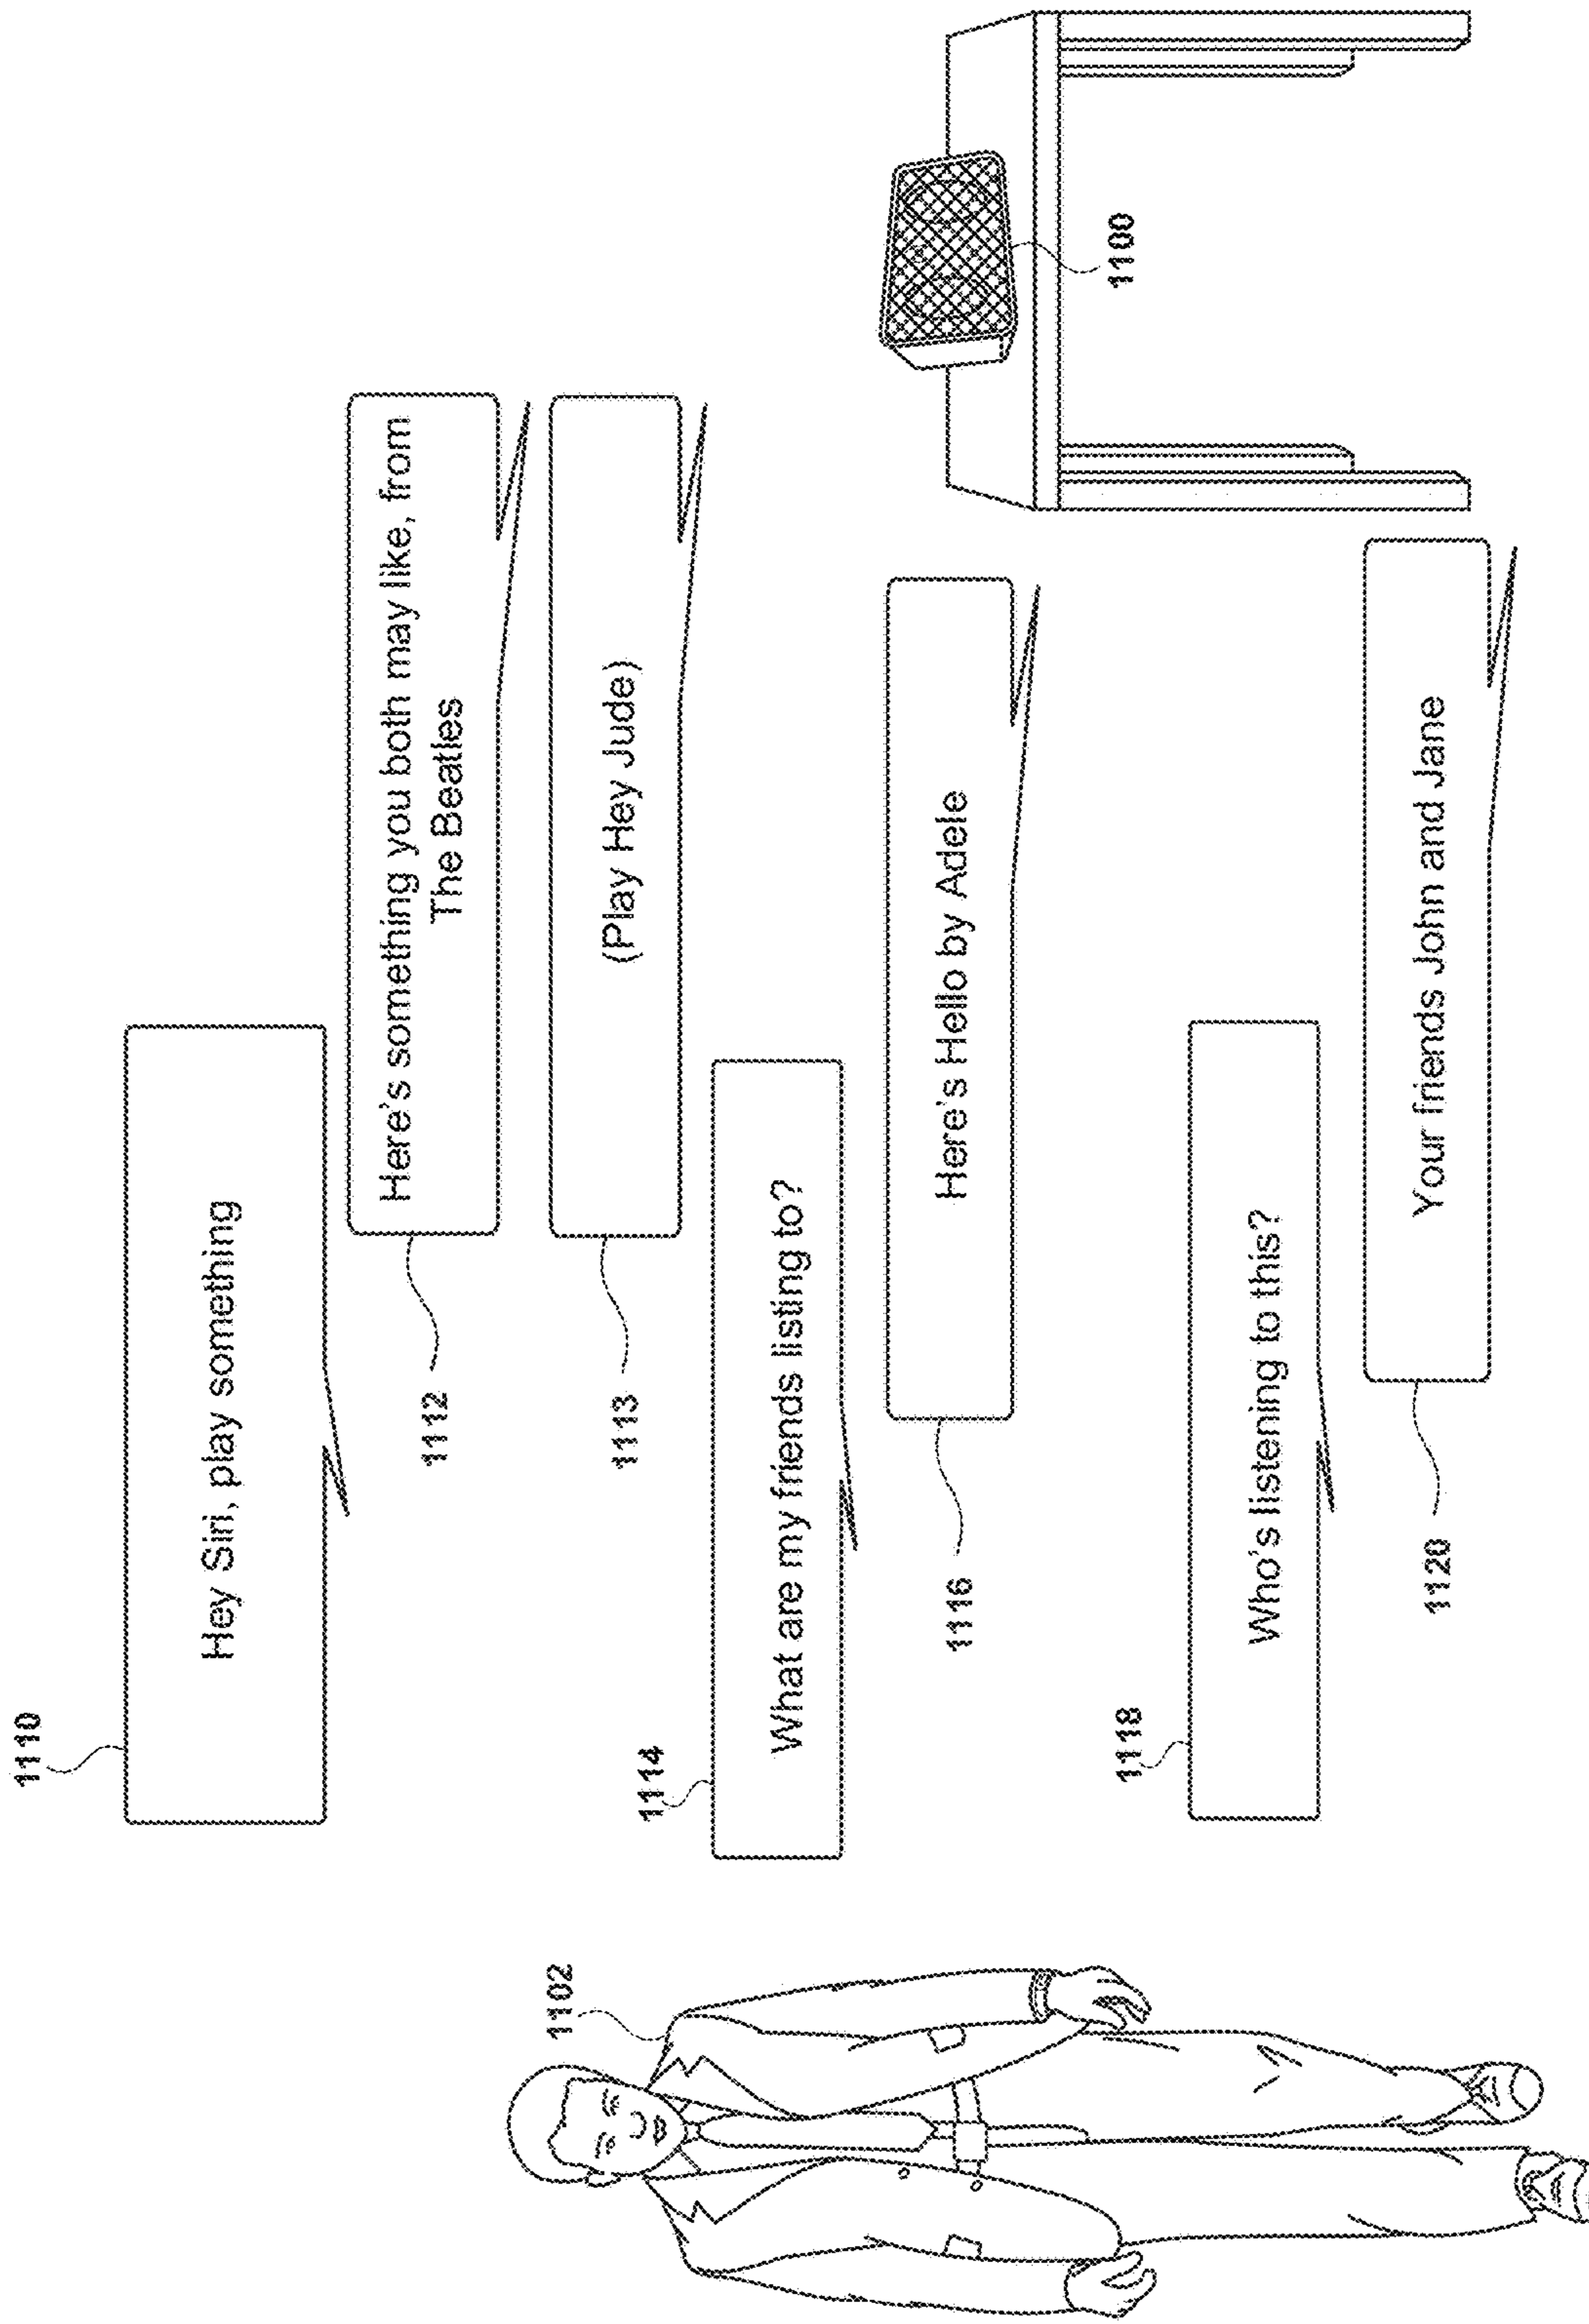 1110
Hey Siri, play something
1112
Here's something you both may like, from
The Beatles
1113
(Play Hey Jude)
1102
1114
What are my friends listing to?
1116
Here's Hello by Adele
1100
1118
Who's listening to this?
1120
Your friends John and Jane